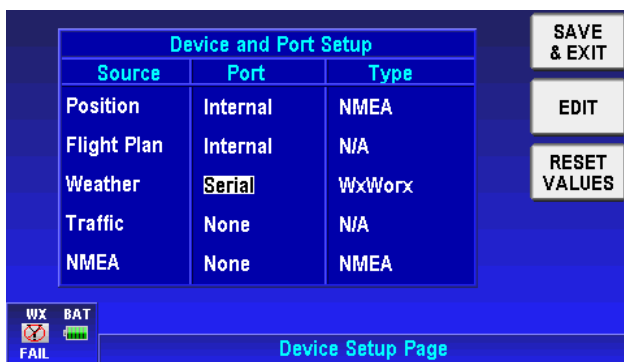 Device and Port Setup
Source Port Type
Position Internal NMEA
Flight Plan Internal N/A
Weather Serial WxWorx
Traffic None N/A
NMEA None NMEA
SAVE
& EXIT
EDIT
RESET
VALUES
WX BAT
FAIL
Device Setup Page